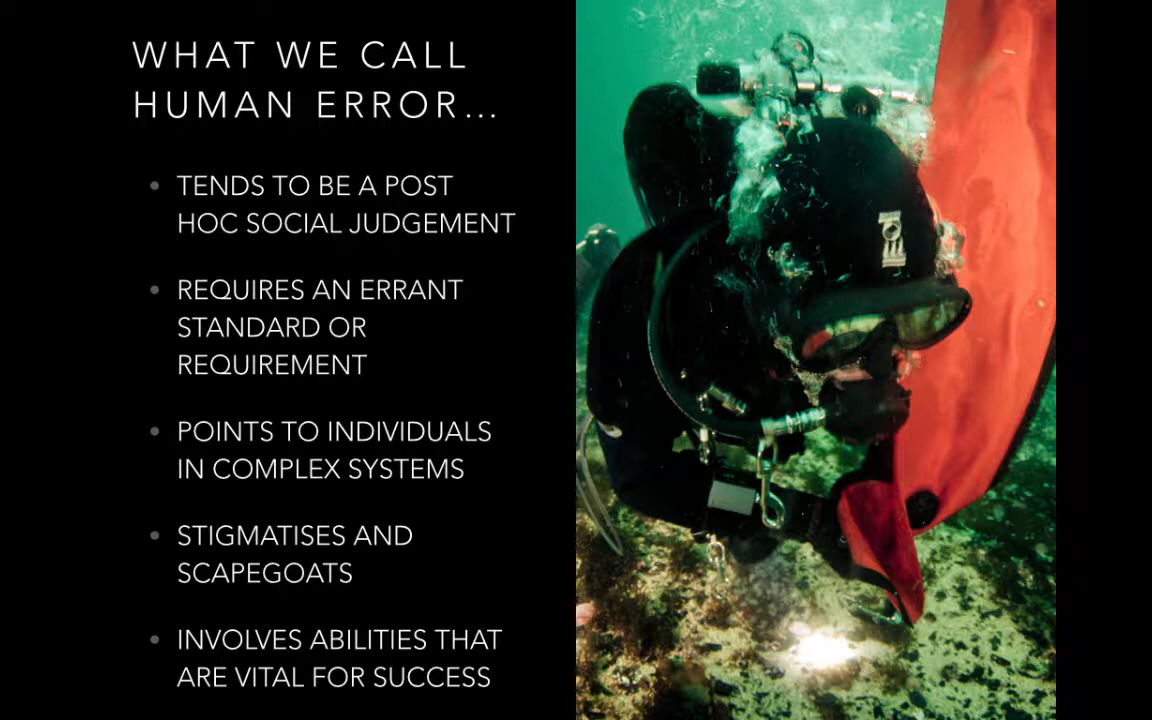 WHAT WE CALL
HUMAN ERROR...
• TENDS TO BE A POST
HOC SOCIAL JUDGEMENT
• REQUIRES AN ERRANT
STANDARD OR
REQUIREMENT
• POINTS TO INDIVIDUALS
IN COMPLEX SYSTEMS
• STIGMATISES AND
SCAPEGOATS
• INVOLVES ABILITIES THAT
ARE VITAL FOR SUCCESS